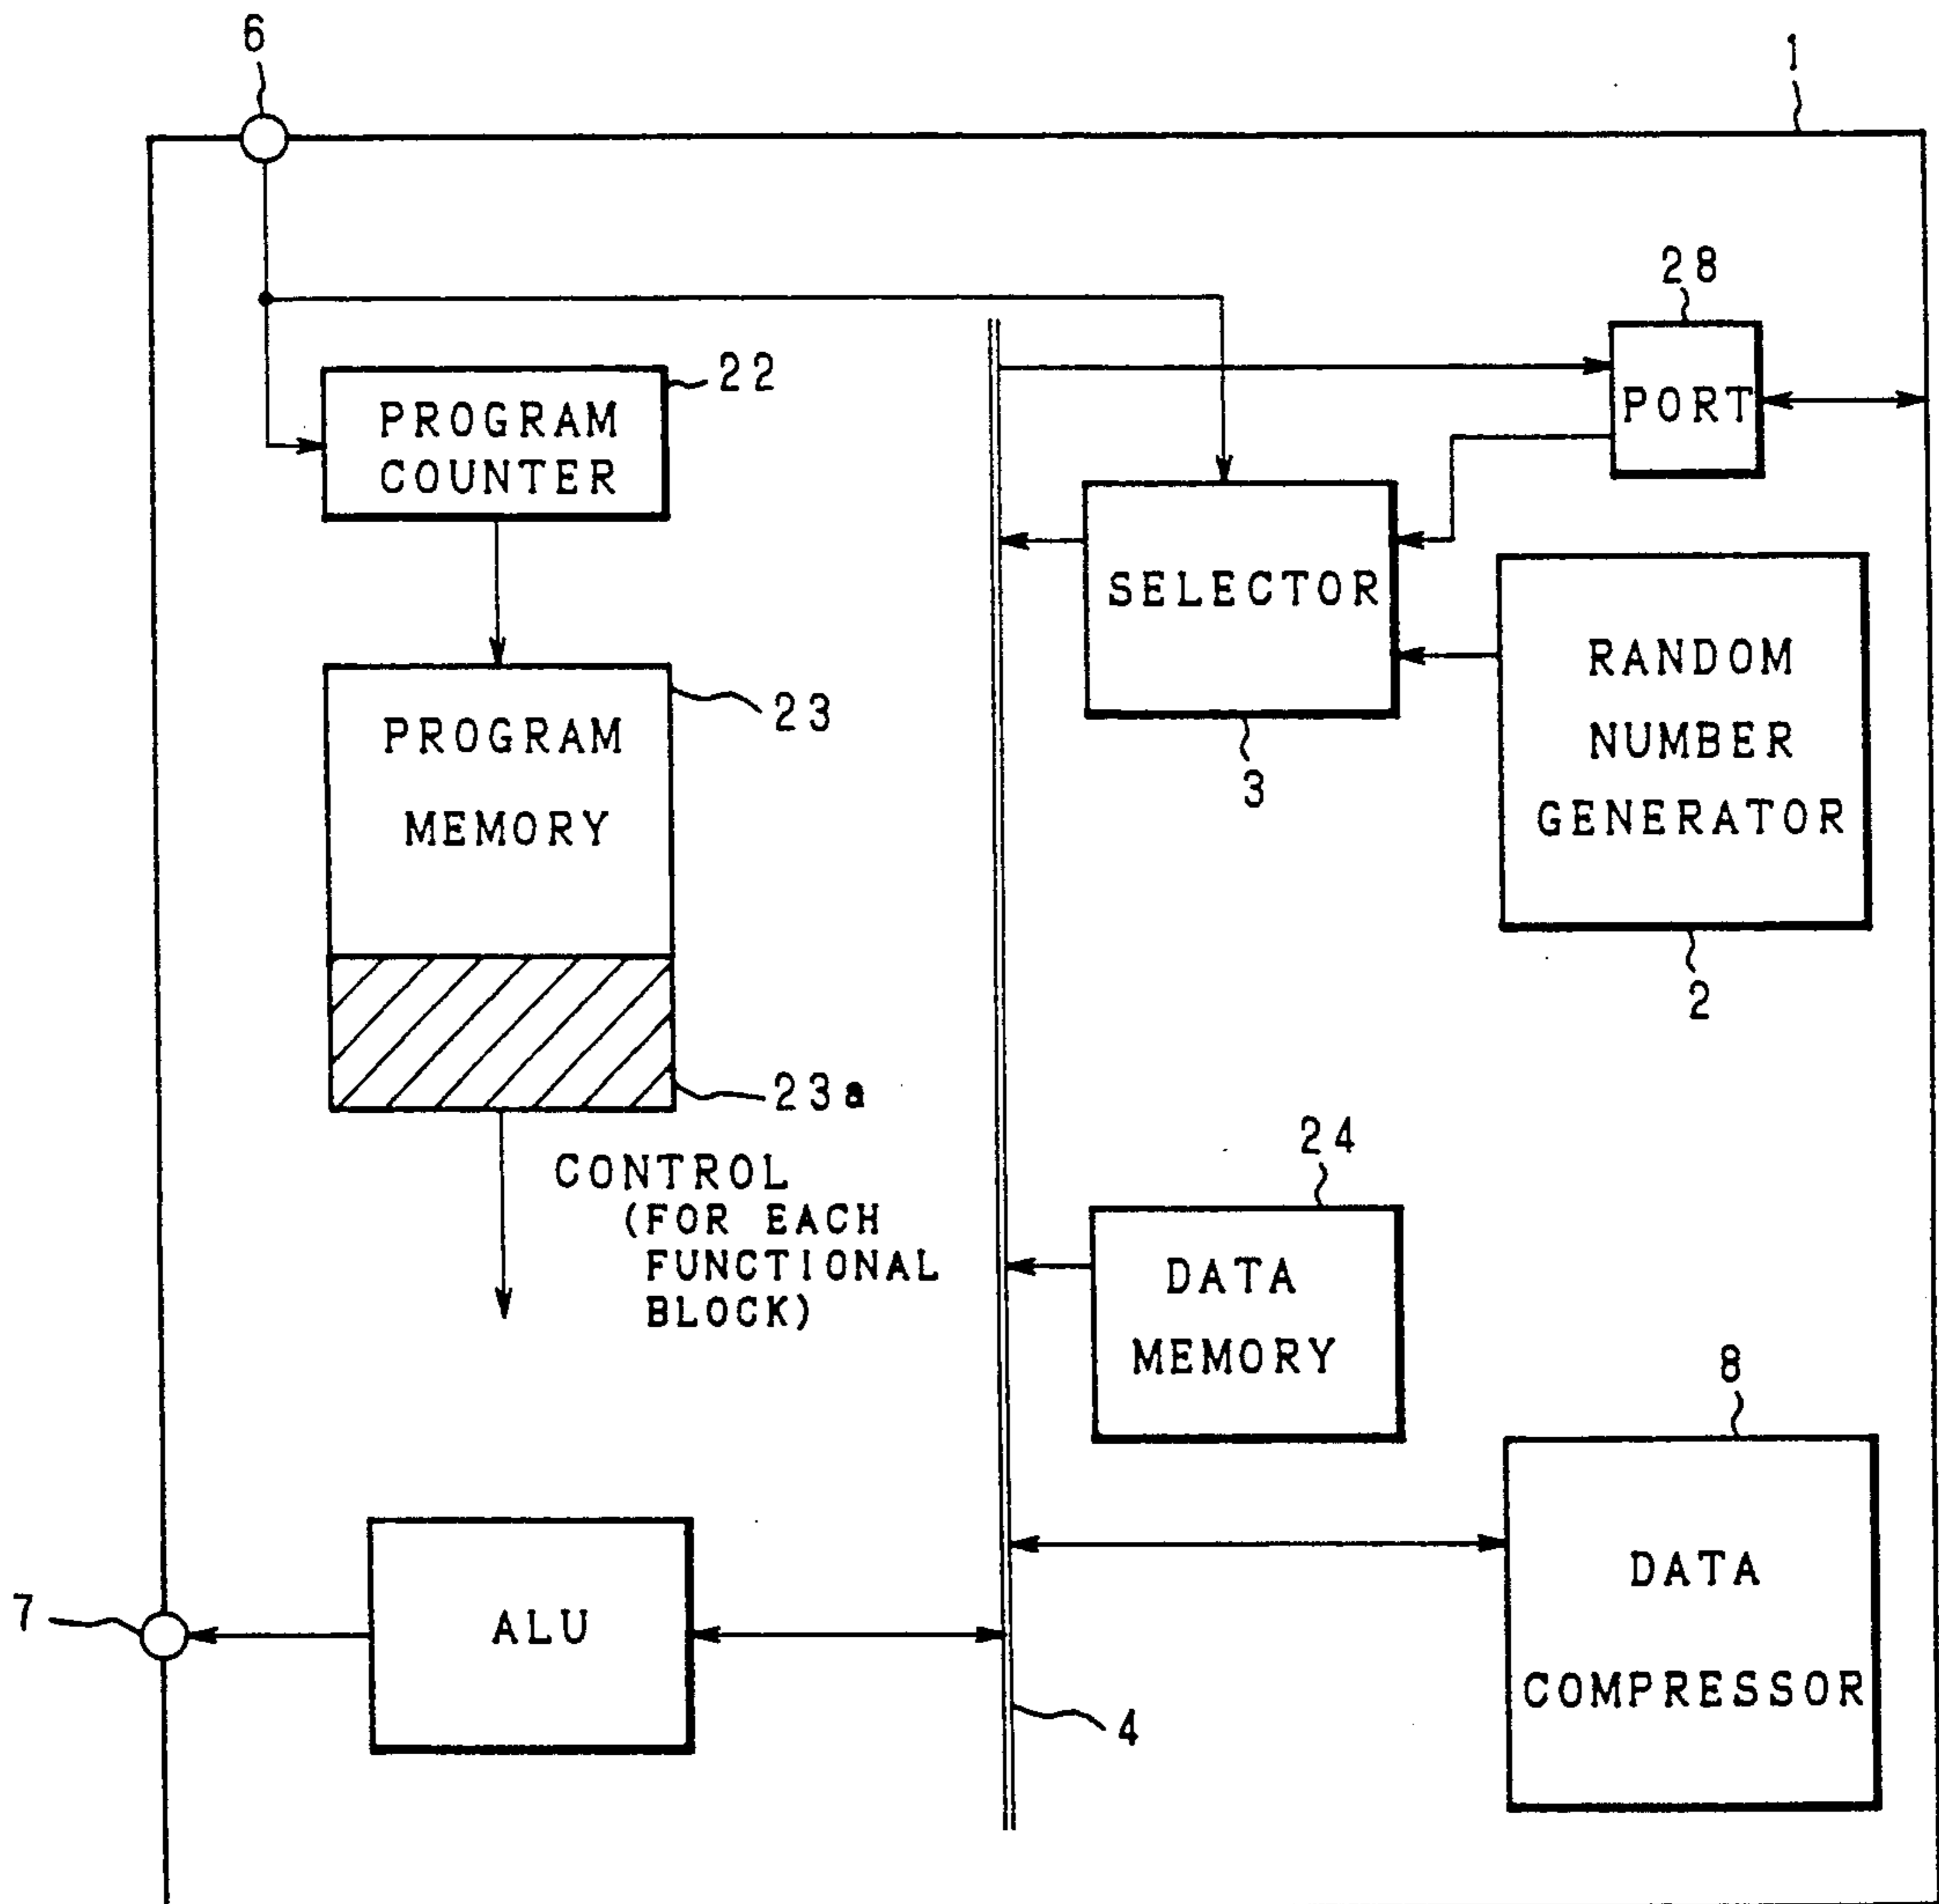 6
1
28
PORT
22
PROGRAM
COUNTER
SELECTOR
3
RANDOM
NUMBER
GENERATOR
2
23
PROGRAM
MEMORY
23a
CONTROL
(FOR EACH
FUNCTIONAL
BLOCK)
24
DATA
MEMORY
8
DATA
COMPRESSOR
7
ALU
4